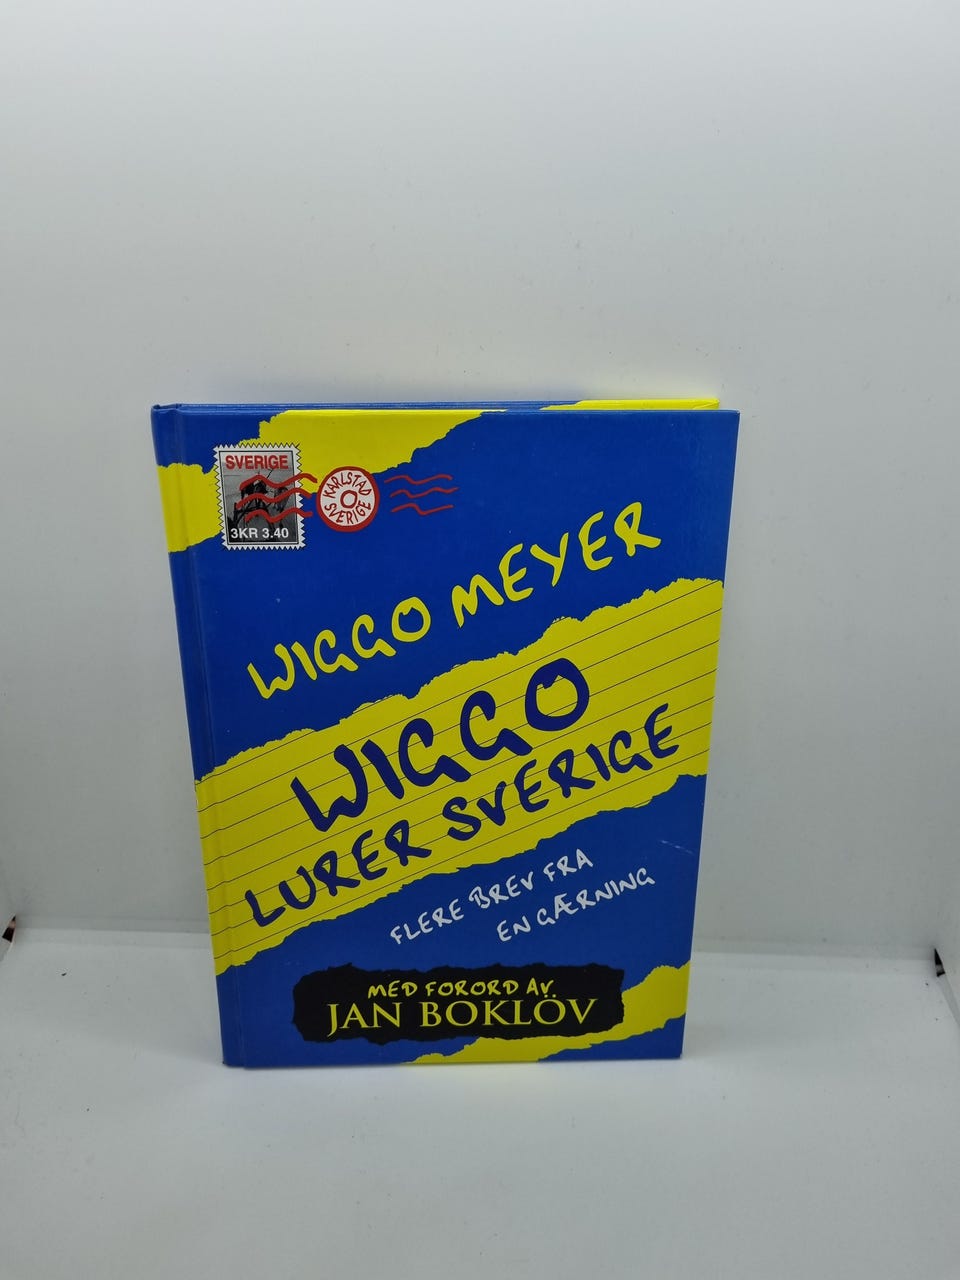 SVERIGE
3KR 3.40
KARLSTAD
SVERIGE
WIGGO MEYER
WIGGO
LURER SVERIGE
FLERE BREV FRA
EN GÆRNING
MED FORORD AV
JAN BOKLÖV